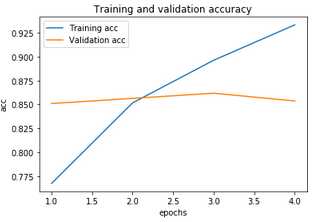 Training and validation accuracy
Training acc
Validation acc
acc
0.925
0.900
0.875
0.850
0.825
0.800
0.775
1.0 1.5 2.0 2.5 3.0 3.5 4.0
epochs